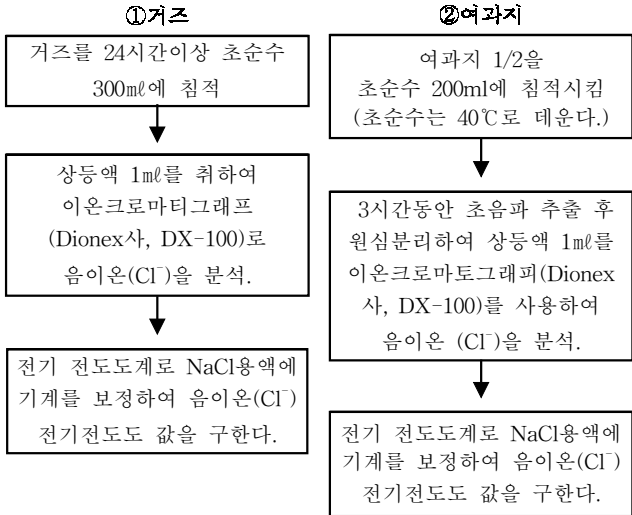 ①거즈
거즈를 24시간이상 초순수
300㎖에 침적
상등액 1㎖를 취하여
이온크로마티그래프
(Dionex사, DX-100)로
음이온(Cl⁻)을 분석.
전기 전도도계로 NaCl용액에
기계를 보정하여 음이온(Cl⁻)
전기전도도 값을 구한다.
②여과지
여과지 1/2을
초순수 200ml에 침적시킴
(초순수는 40℃로 데운다.)
3시간동안 초음파 추출 후
원심분리하여 상등액 1㎖를
이온크로마토그래피(Dionex
사, DX-100)를 사용하여
음이온 (Cl⁻)을 분석.
전기 전도도계로 NaCl용액에
기계를 보정하여 음이온(Cl⁻)
전기전도도 값을 구한다.